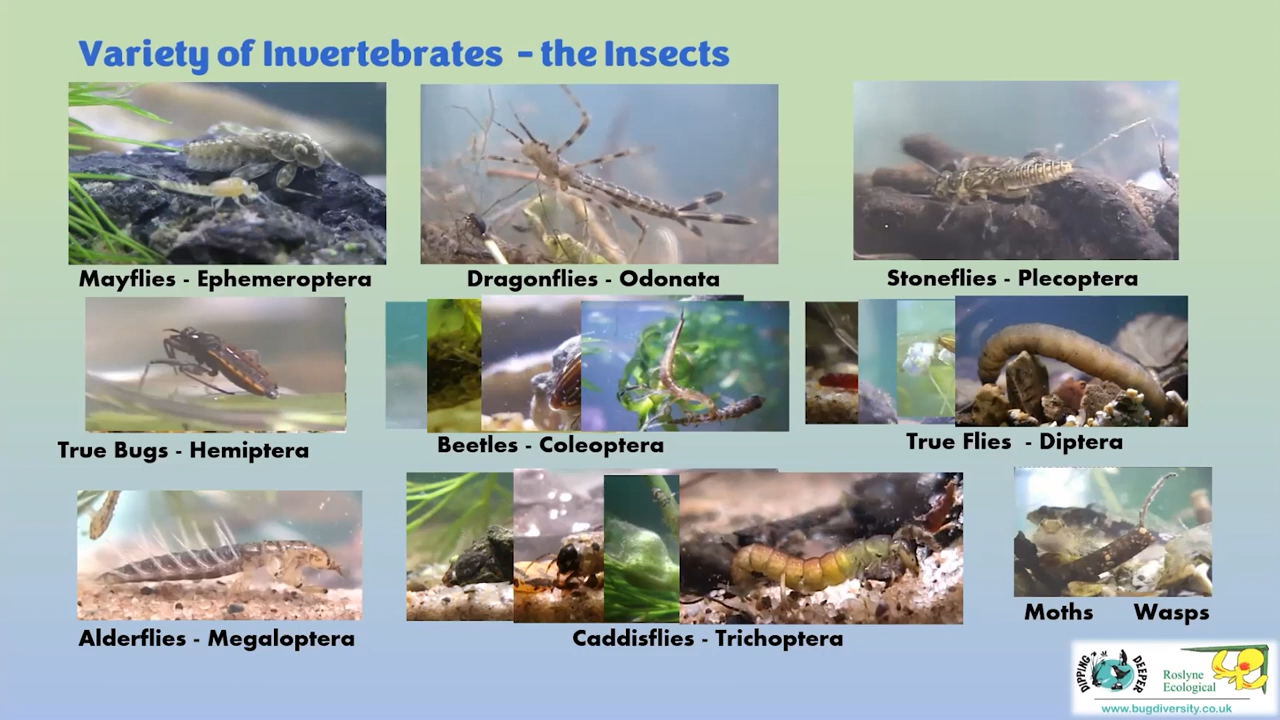 Variety of Invertebrates - the Insects
Mayflies - Ephemeroptera
Dragonflies - Odonata
Stoneflies - Plecoptera
True Bugs - Hemiptera
Beetles - Coleoptera
True Flies - Diptera
Alderflies - Megaloptera
Caddisflies - Trichoptera
Moths Wasps
DIPPING DEEPER
Roslyne
Ecological
www.bugdiversity.co.uk